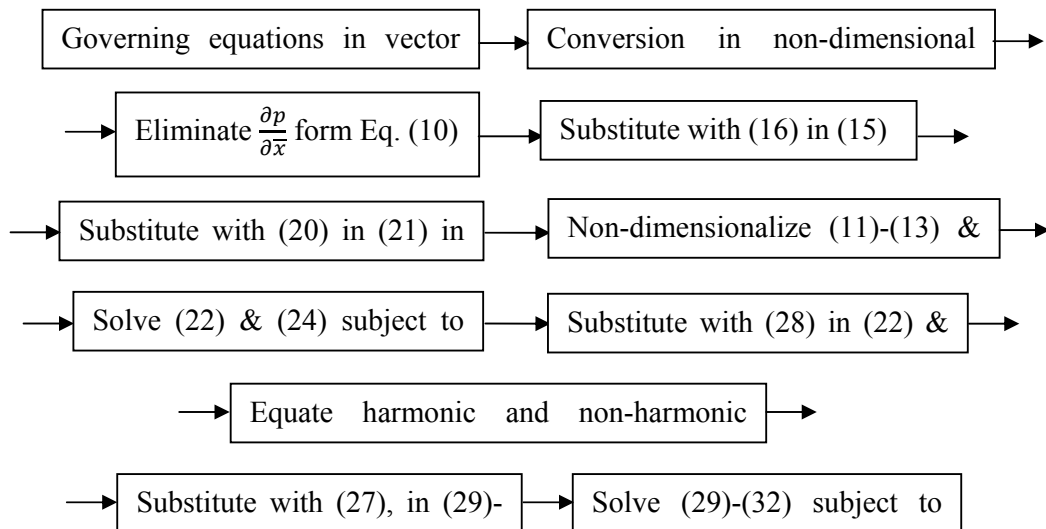 Governing equations in vector
Conversion in non-dimensional
Eliminate ∂p/∂x̅ form Eq. (10)
Substitute with (16) in (15)
Substitute with (20) in (21) in
Non-dimensionalize (11)-(13) &
Solve (22) & (24) subject to
Substitute with (28) in (22) &
Equate harmonic and non-harmonic
Substitute with (27), in (29)-
Solve (29)-(32) subject to